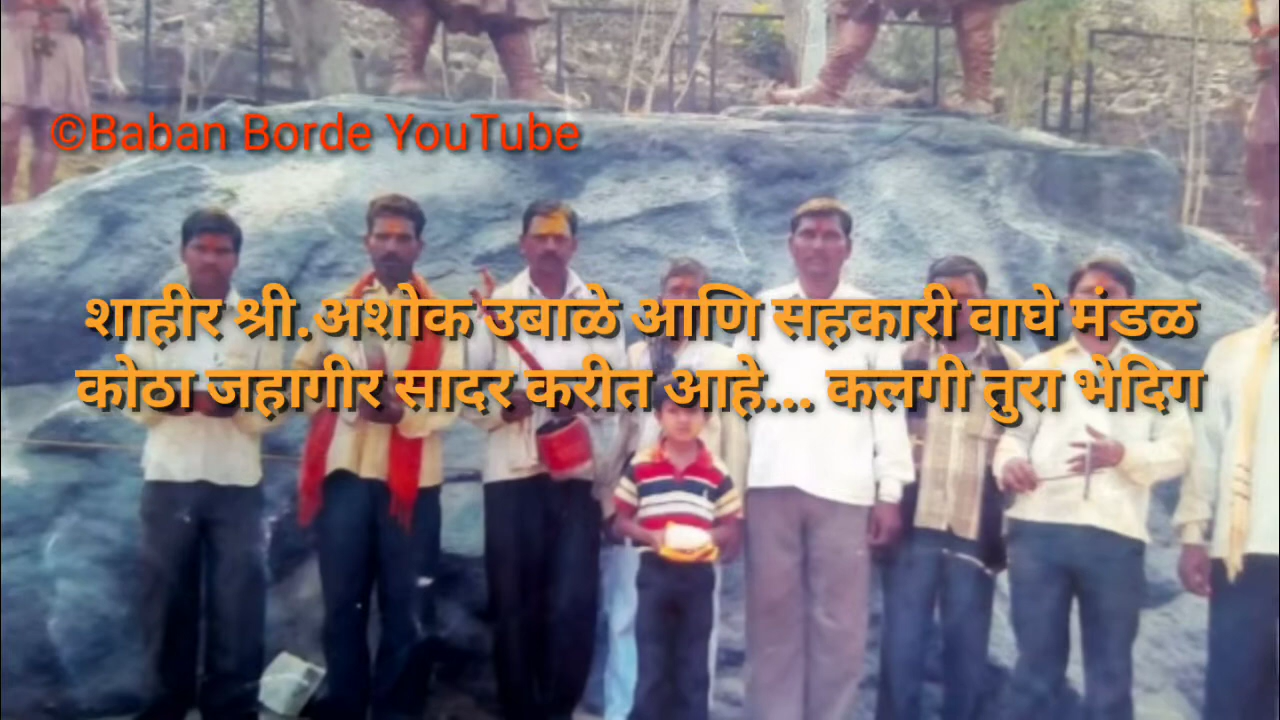 ©Baban Borde YouTube
शाहीर श्री.अशोक उबाळे आणि सहकारी वाघे मंडळ
कोठा जहागीर सादर करीत आहे... कलगी तुरा भेदिग